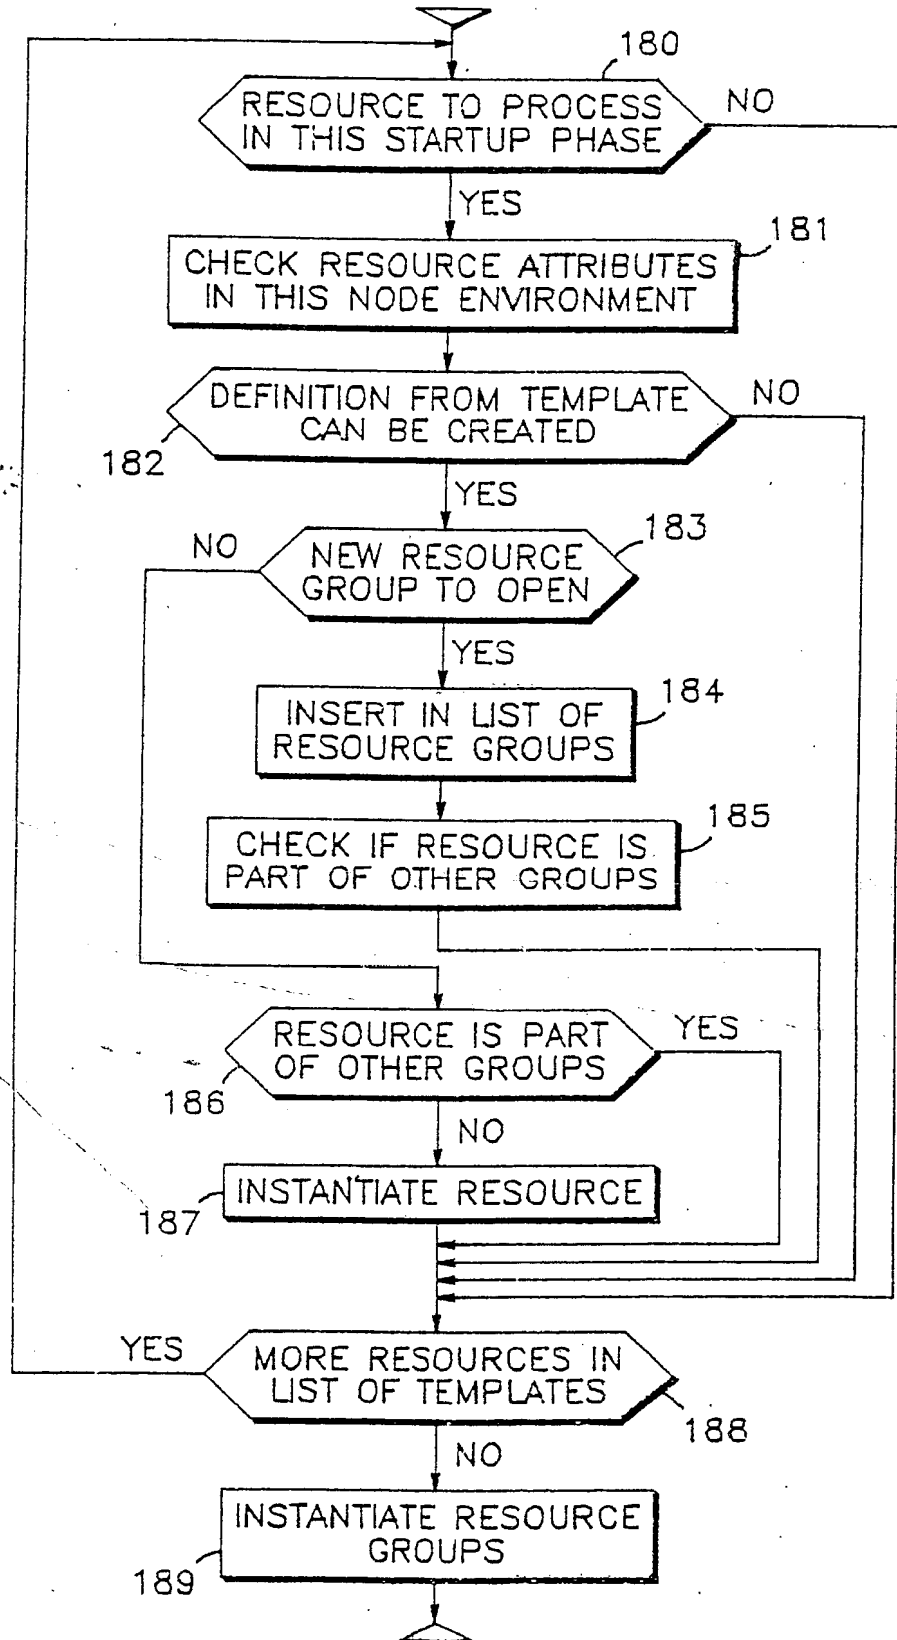 180
RESOURCE TO PROCESS
IN THIS STARTUP PHASE
NO
YES
181
CHECK RESOURCE ATTRIBUTES
IN THIS NODE ENVIRONMENT
DEFINITION FROM TEMPLATE
CAN BE CREATED
NO
182
YES
183
NO
NEW RESOURCE
GROUP TO OPEN
YES
184
INSERT IN LIST OF
RESOURCE GROUPS
185
CHECK IF RESOURCE IS
PART OF OTHER GROUPS
RESOURCE IS PART
OF OTHER GROUPS
YES
186
NO
INSTANTIATE RESOURCE
187
YES
MORE RESOURCES IN
LIST OF TEMPLATES
188
NO
INSTANTIATE RESOURCE
GROUPS
189